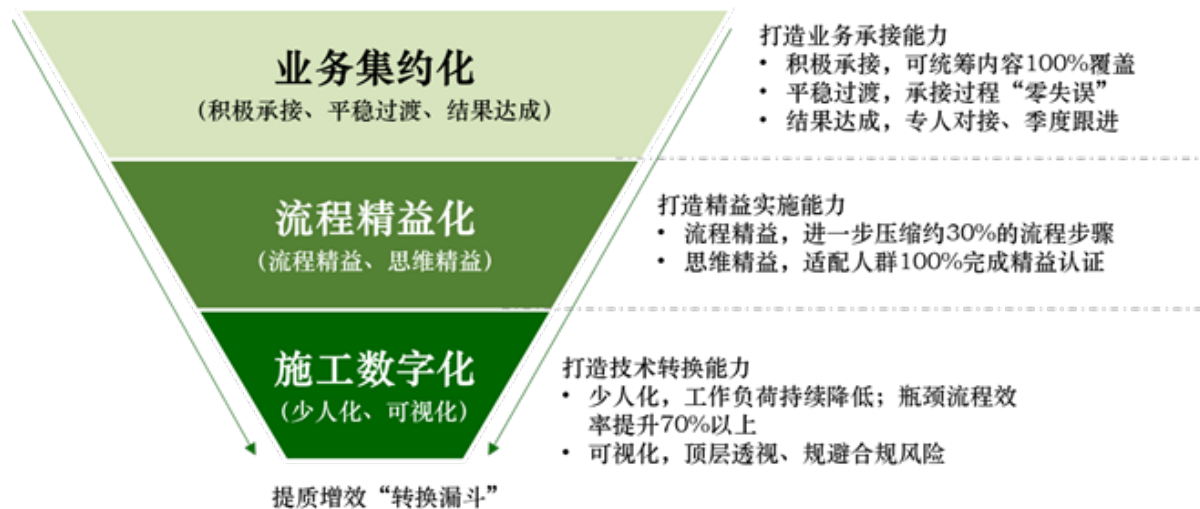 业务集约化
(积极承接、平稳过渡、结果达成)
打造业务承接能力
• 积极承接，可统筹内容100%覆盖
• 平稳过渡，承接过程“零失误”
• 结果达成，专人对接、季度跟进
流程精益化
(流程精益、思维精益)
打造精益实施能力
• 流程精益，进一步压缩约30%的流程步骤
• 思维精益，适配人群100%完成精益认证
施工数字化
(少人化、可视化)
打造技术转换能力
• 少人化，工作负荷持续降低；瓶颈流程效
率提升70%以上
• 可视化，顶层透视、规避合规风险
提质增效“转换漏斗”